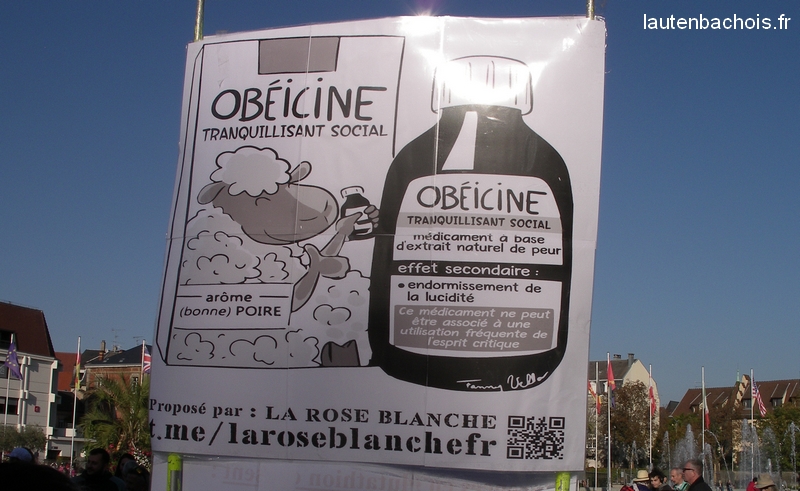 lautenbachois.fr
OBÉICINE
TRANQUILLISANT SOCIAL
arôme
(bonne) POIRE
OBÉICINE
TRANQUILLISANT SOCIAL
médicament à base
d'extrait naturel de peur
effet secondaire :
• endormissement de
la lucidité
Ce médicament ne peut
être associé à une
utilisation fréquente de
l'esprit critique
Fanny Vella
Proposé par : LA ROSE BLANCHE
t.me/laroseblanchefr